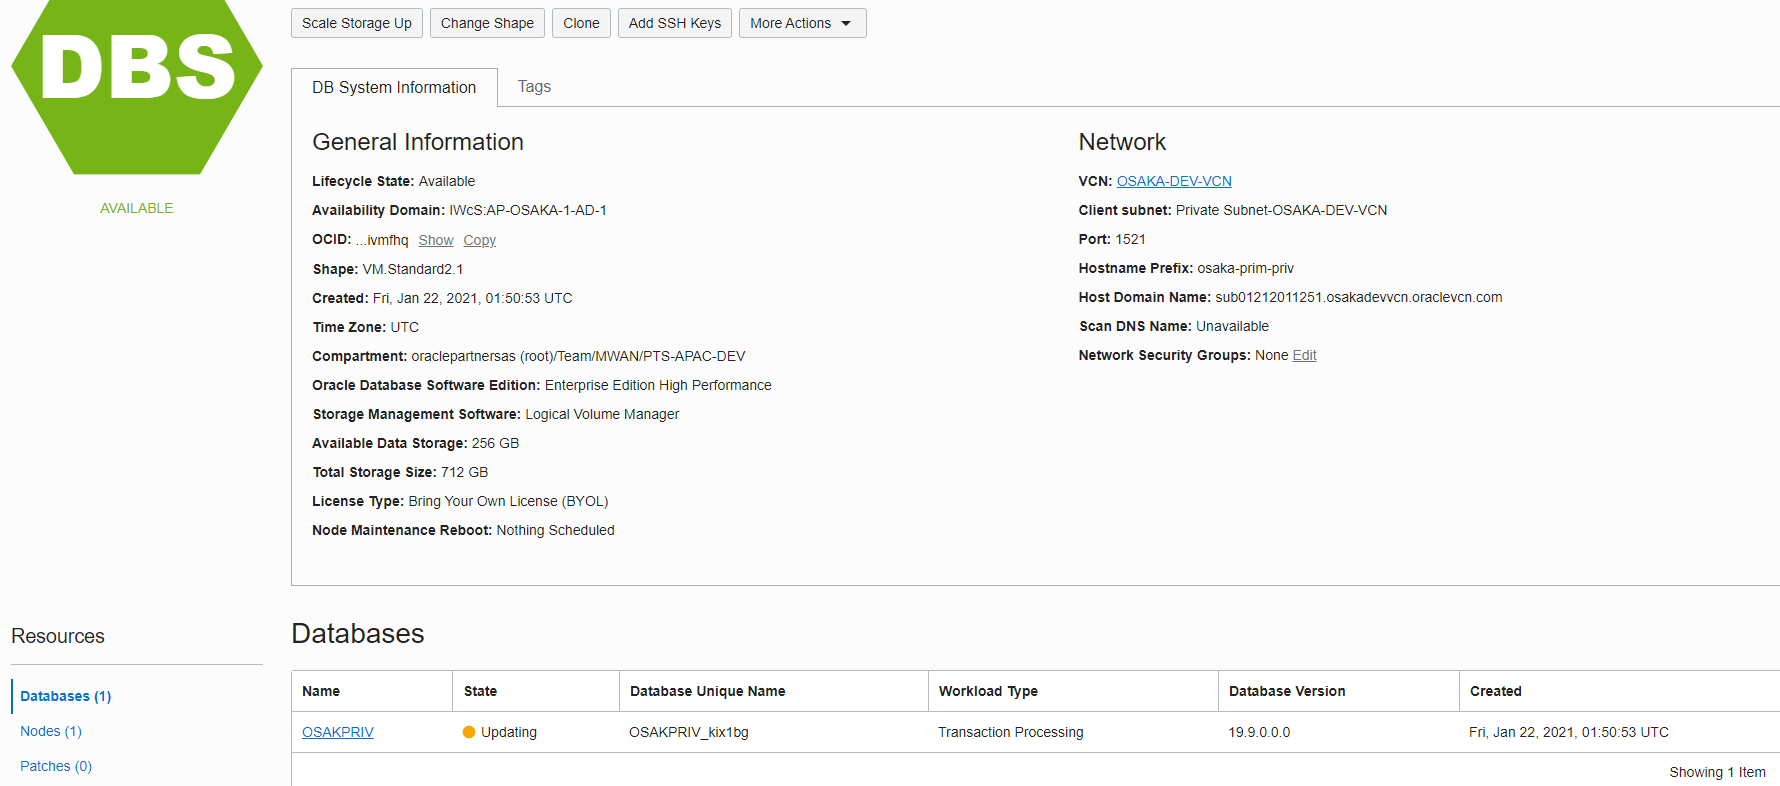 DBS
AVAILABLE
Scale Storage Up Change Shape Clone Add SSH Keys More Actions
DB System Information Tags
General Information
Lifecycle State: Available
Availability Domain: IWcS:AP-OSAKA-1-AD-1
OCID: ...ivmfhq Show Copy
Shape: VM.Standard2.1
Created: Fri, Jan 22, 2021, 01:50:53 UTC
Time Zone: UTC
Compartment: oraclepartnersas (root)/Team/MWAN/PTS-APAC-DEV
Oracle Database Software Edition: Enterprise Edition High Performance
Storage Management Software: Logical Volume Manager
Available Data Storage: 256 GB
Total Storage Size: 712 GB
License Type: Bring Your Own License (BYOL)
Node Maintenance Reboot: Nothing Scheduled
Network
VCN: OSAKA-DEV-VCN
Client subnet: Private Subnet-OSAKA-DEV-VCN
Port: 1521
Hostname Prefix: osaka-prim-priv
Host Domain Name: sub01212011251.osakadevvcn.oraclevcn.com
Scan DNS Name: Unavailable
Network Security Groups: None Edit
Resources
Databases (1)
Nodes (1)
Patches (0)
Databases
Name State Database Unique Name Workload Type Database Version Created
OSAKPRIV Updating OSAKPRIV_kix1bg Transaction Processing 19.9.0.0.0 Fri, Jan 22, 2021, 01:50:53 UTC
Showing 1 Item